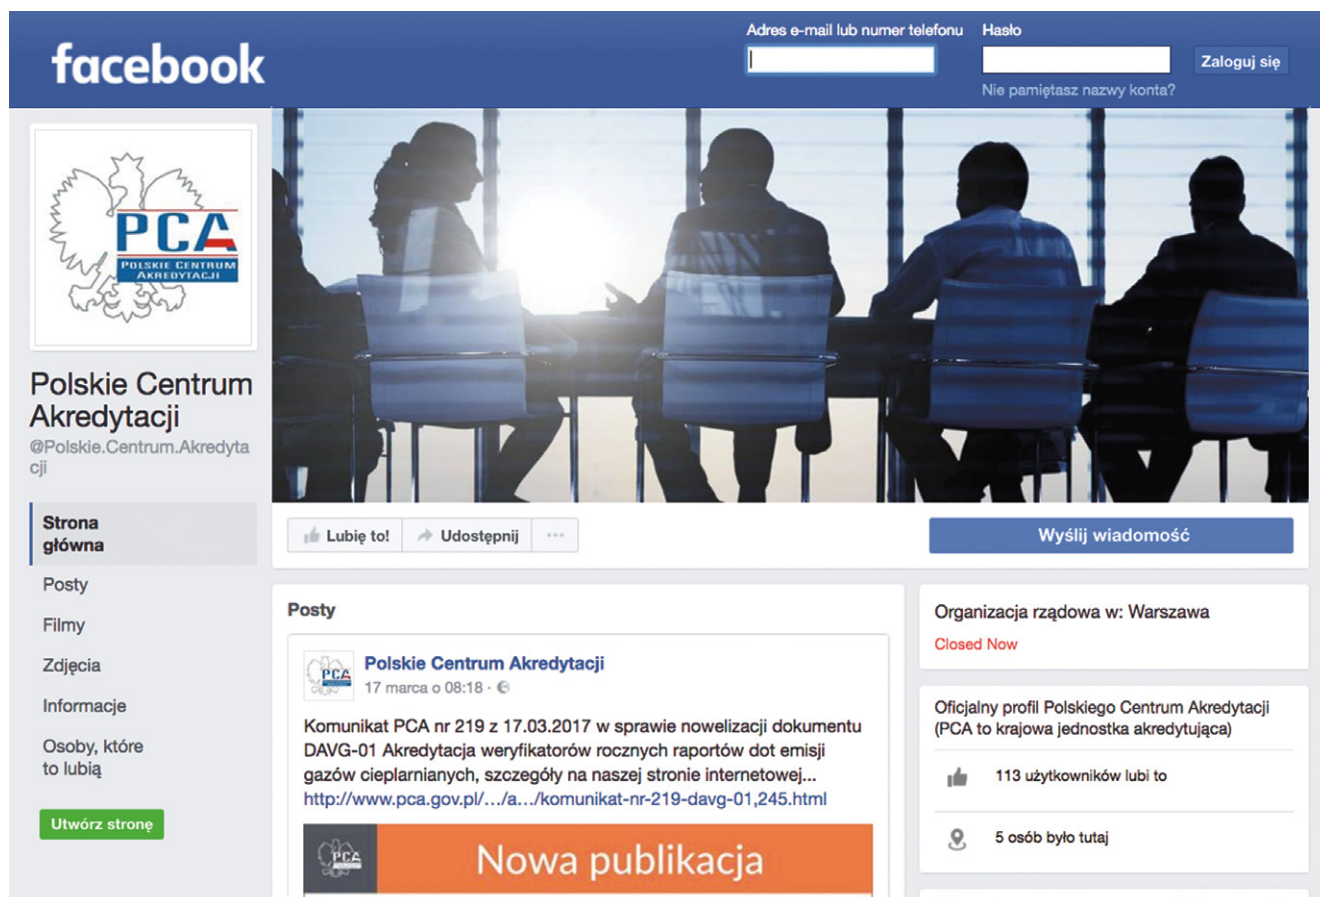 facebook
Adres e-mail lub numer telefonu
Hasło
Zaloguj się
Nie pamiętasz nazwy konta?
PCA
POLSKIE CENTRUM
AKREDYTACJI
Polskie Centrum
Akredytacji
@Polskie.Centrum.Akredyta
cji
Strona
główna
Posty
Filmy
Zdjęcia
Informacje
Osoby, które
to lubią
Utwórz stronę
Lubię to!
Udostępnij
Wyślij wiadomość
Posty
PCA
Polskie Centrum Akredytacji
17 marca o 08:18 ·
Komunikat PCA nr 219 z 17.03.2017 w sprawie nowelizacji dokumentu
DAVG-01 Akredytacja weryfikatorów rocznych raportów dot emisji
gazów cieplarnianych, szczegóły na naszej stronie internetowej...
http://www.pca.gov.pl/.../a.../komunikat-nr-219-davg-01,245.html
PCA
Nowa publikacja
Organizacja rządowa w: Warszawa
Closed Now
Oficjalny profil Polskiego Centrum Akredytacji
(PCA to krajowa jednostka akredytująca)
113 użytkowników lubi to
5 osób było tutaj